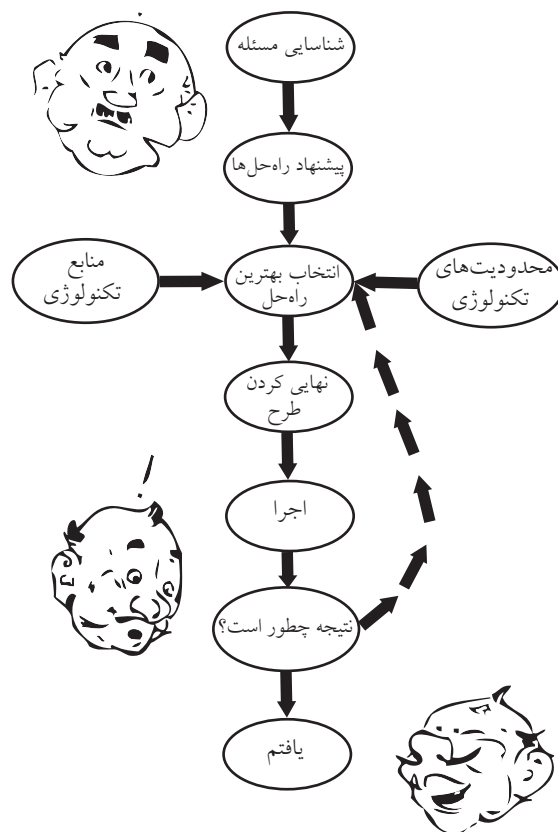 شناسایی مسئله
پیشنهاد راه‌حل‌ها
محدودیت‌های
تکنولوژی
انتخاب بهترین
راه‌حل
منابع
تکنولوژی
نهایی کردن
طرح
اجرا
نتیجه چطور است؟
یافتم